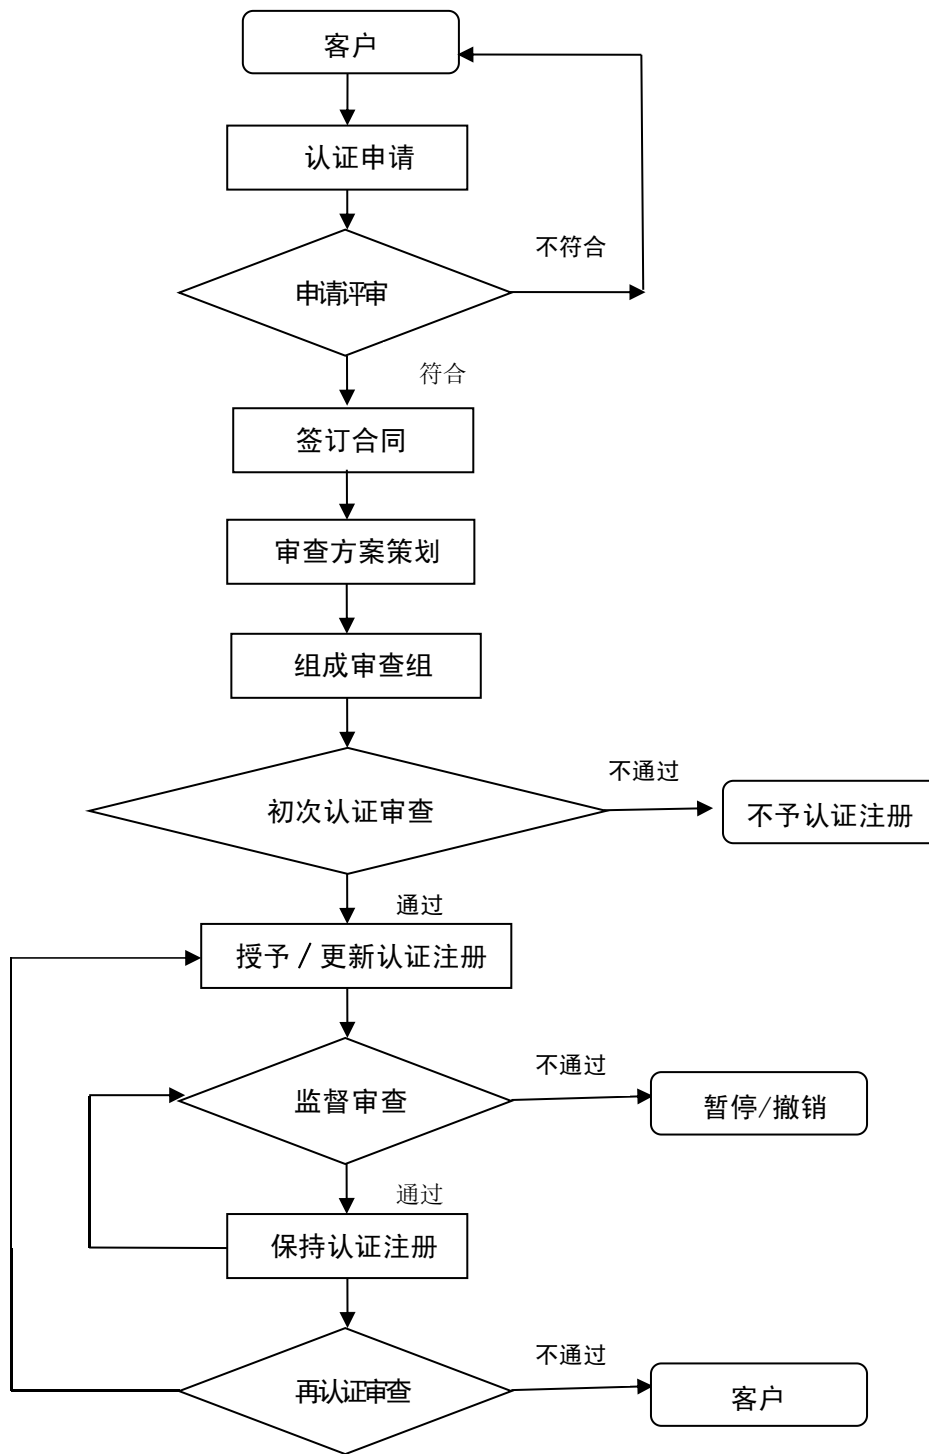 客户
认证申请
不符合
申请评审
符合
签订合同
审查方案策划
组成审查组
不通过
初次认证审查
不予认证注册
通过
授予／更新认证注册
不通过
监督审查
暂停/撤销
通过
保持认证注册
不通过
再认证审查
客户